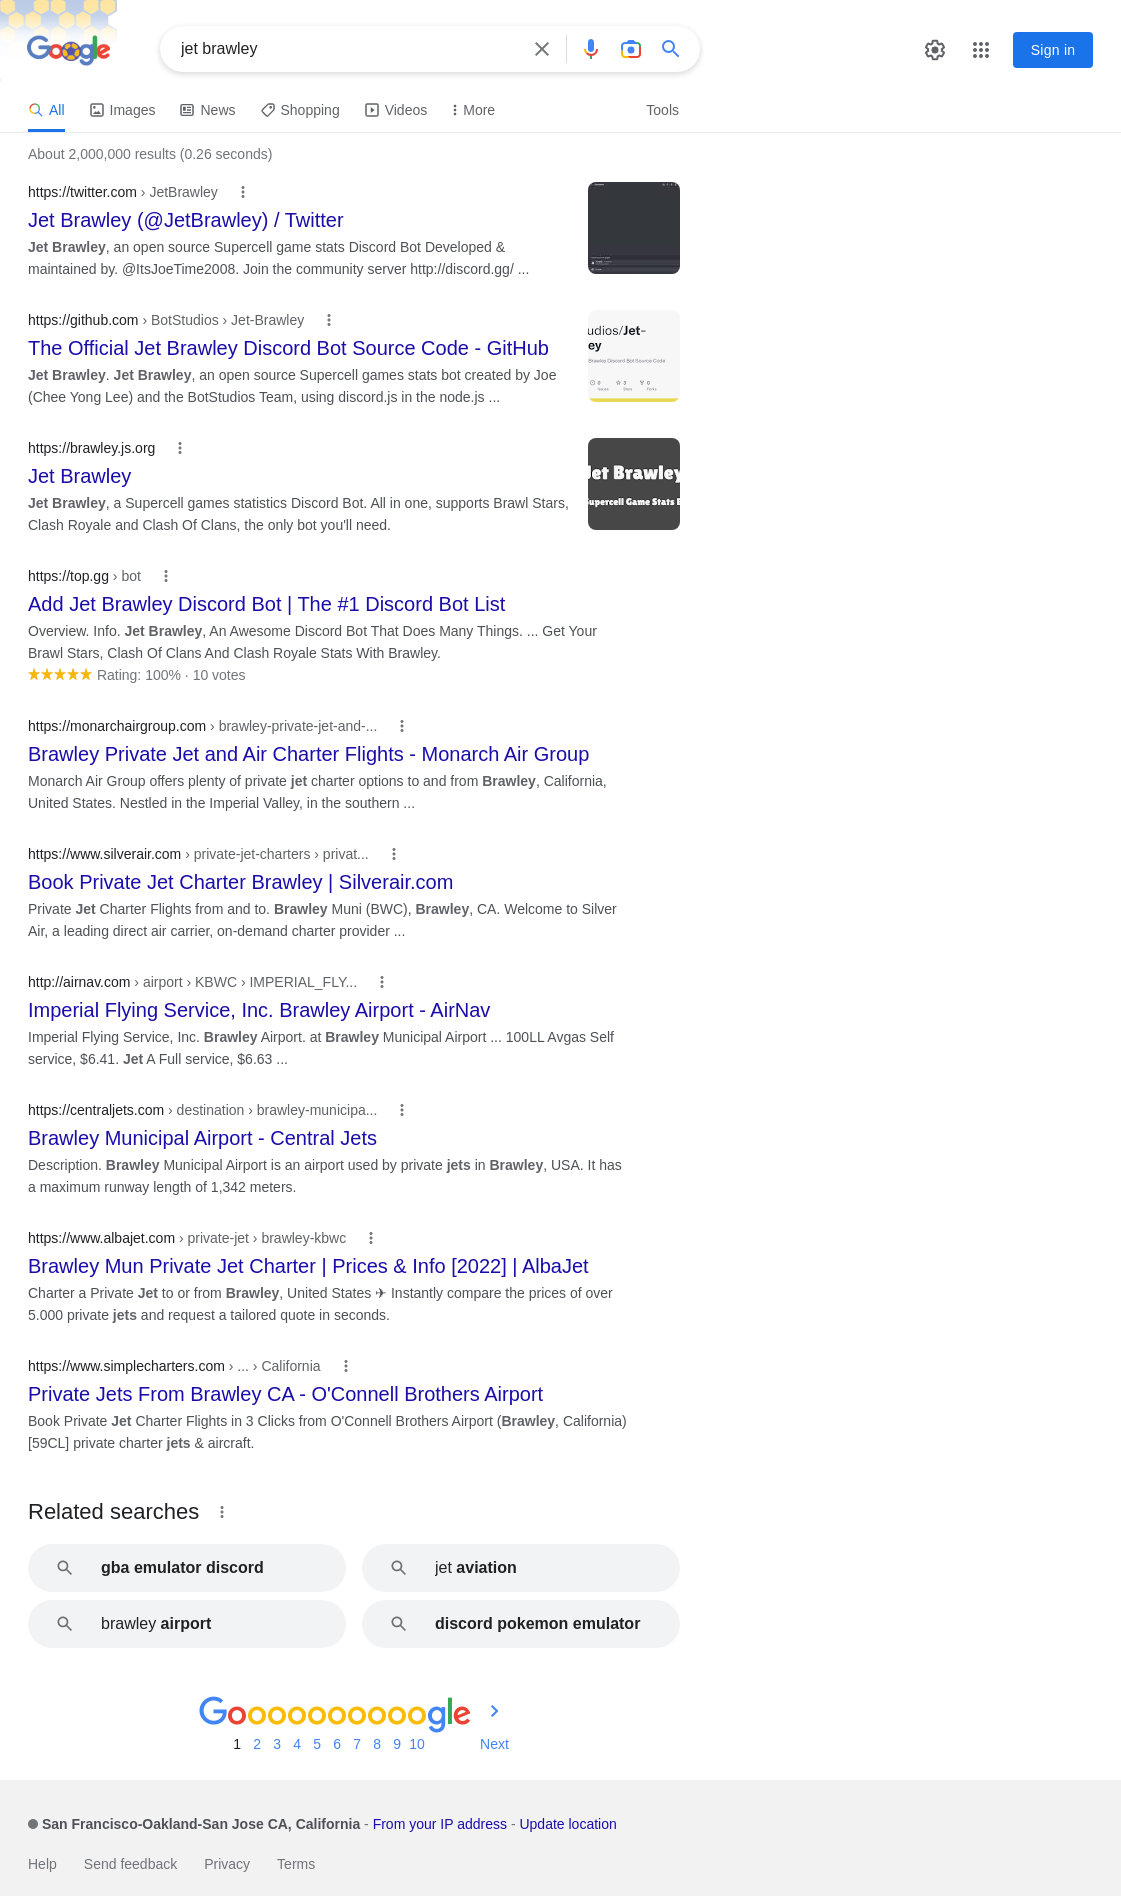 Google
jet brawley
Sign in
All Images News Shopping Videos More Tools
About 2,000,000 results (0.26 seconds)
https://twitter.com › JetBrawley
Jet Brawley (@JetBrawley) / Twitter
Jet Brawley, an open source Supercell game stats Discord Bot Developed &
maintained by. @ItsJoeTime2008. Join the community server http://discord.gg/ ...
https://github.com › BotStudios › Jet-Brawley
The Official Jet Brawley Discord Bot Source Code - GitHub
Jet Brawley. Jet Brawley, an open source Supercell games stats bot created by Joe
(Chee Yong Lee) and the BotStudios Team, using discord.js in the node.js ...
udios/Jet-
ey
Brawley Discord Bot Source Code
https://brawley.js.org
Jet Brawley
Jet Brawley, a Supercell games statistics Discord Bot. All in one, supports Brawl Stars,
Clash Royale and Clash Of Clans, the only bot you'll need.
Jet Brawley
Supercell Game Stats B
https://top.gg › bot
Add Jet Brawley Discord Bot | The #1 Discord Bot List
Overview. Info. Jet Brawley, An Awesome Discord Bot That Does Many Things. ... Get Your
Brawl Stars, Clash Of Clans And Clash Royale Stats With Brawley.
Rating: 100% · 10 votes
https://monarchairgroup.com › brawley-private-jet-and-...
Brawley Private Jet and Air Charter Flights - Monarch Air Group
Monarch Air Group offers plenty of private jet charter options to and from Brawley, California,
United States. Nestled in the Imperial Valley, in the southern ...
https://www.silverair.com › private-jet-charters › privat...
Book Private Jet Charter Brawley | Silverair.com
Private Jet Charter Flights from and to. Brawley Muni (BWC), Brawley, CA. Welcome to Silver
Air, a leading direct air carrier, on-demand charter provider ...
http://airnav.com › airport › KBWC › IMPERIAL_FLY...
Imperial Flying Service, Inc. Brawley Airport - AirNav
Imperial Flying Service, Inc. Brawley Airport. at Brawley Municipal Airport ... 100LL Avgas Self
service, $6.41. Jet A Full service, $6.63 ...
https://centraljets.com › destination › brawley-municipa...
Brawley Municipal Airport - Central Jets
Description. Brawley Municipal Airport is an airport used by private jets in Brawley, USA. It has
a maximum runway length of 1,342 meters.
https://www.albajet.com › private-jet › brawley-kbwc
Brawley Mun Private Jet Charter | Prices & Info [2022] | AlbaJet
Charter a Private Jet to or from Brawley, United States ✈ Instantly compare the prices of over
5.000 private jets and request a tailored quote in seconds.
https://www.simplecharters.com › ... › California
Private Jets From Brawley CA - O'Connell Brothers Airport
Book Private Jet Charter Flights in 3 Clicks from O'Connell Brothers Airport (Brawley, California)
[59CL] private charter jets & aircraft.
Related searches
gba emulator discord
jet aviation
brawley airport
discord pokemon emulator
Goooooooooogle
1 2 3 4 5 6 7 8 9 10 Next
San Francisco-Oakland-San Jose CA, California - From your IP address - Update location
Help Send feedback Privacy Terms